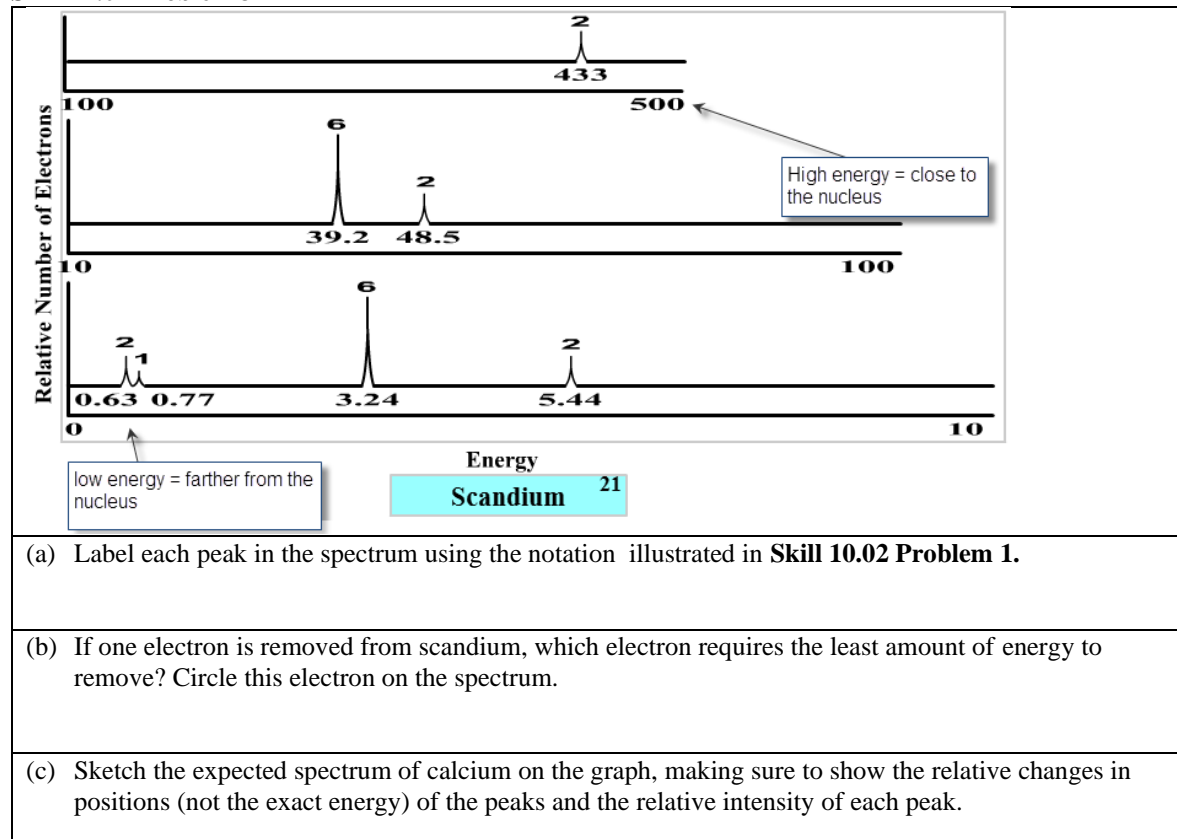 2
433
100 500
High energy = close to
the nucleus
Relative Number of Electrons
6
2
39.2 48.5
10 100
6
2 1 2
0.63 0.77 3.24 5.44
0 10
low energy = farther from the
nucleus
Energy
Scandium 21
(a) Label each peak in the spectrum using the notation illustrated in Skill 10.02 Problem 1.
(b) If one electron is removed from scandium, which electron requires the least amount of energy to
remove? Circle this electron on the spectrum.
(c) Sketch the expected spectrum of calcium on the graph, making sure to show the relative changes in
positions (not the exact energy) of the peaks and the relative intensity of each peak.